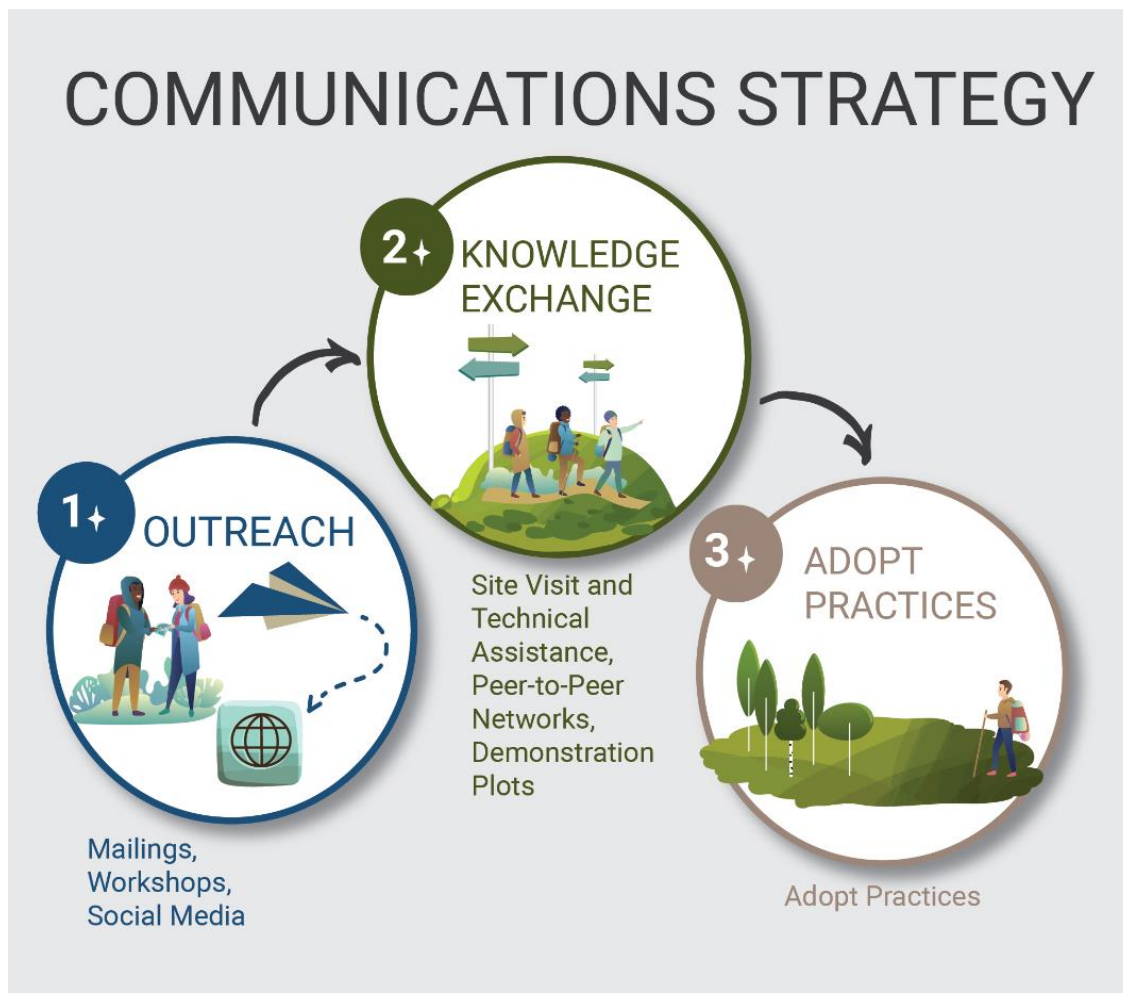 COMMUNICATIONS STRATEGY
1
OUTREACH
Mailings,
Workshops,
Social Media
2
KNOWLEDGE
EXCHANGE
Site Visit and
Technical
Assistance,
Peer-to-Peer
Networks,
Demonstration
Plots
3
ADOPT
PRACTICES
Adopt Practices